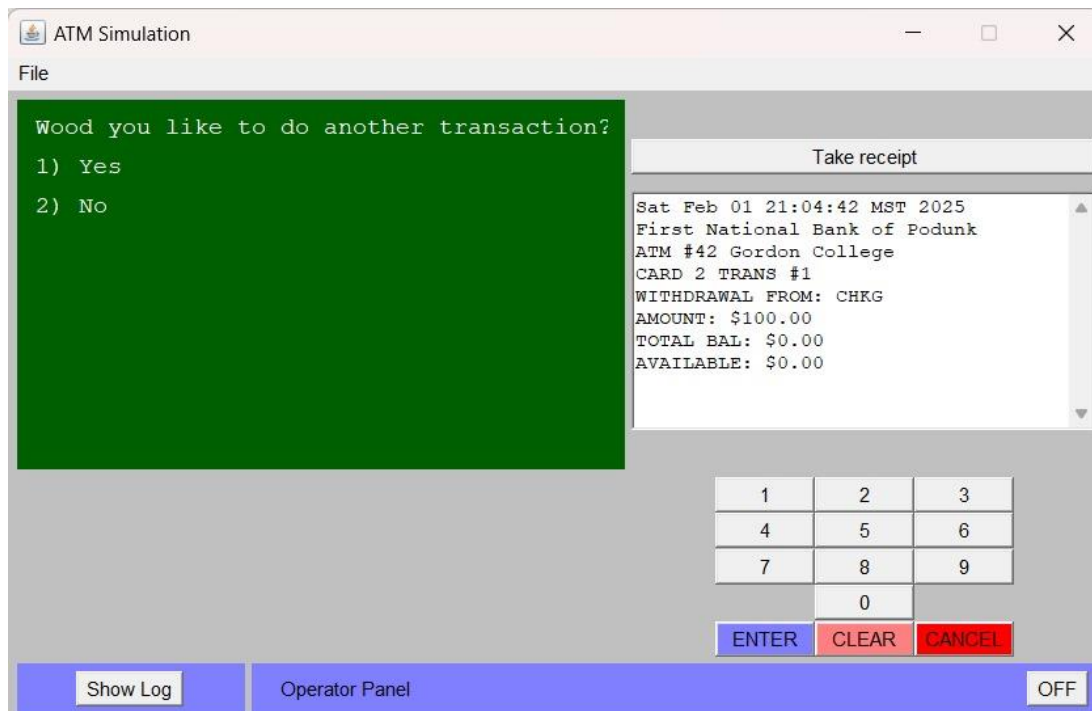 ATM Simulation
File
Wood you like to do another transaction?
1) Yes
2) No
Take receipt
Sat Feb 01 21:04:42 MST 2025
First National Bank of Podunk
ATM #42 Gordon College
CARD 2 TRANS #1
WITHDRAWAL FROM: CHKG
AMOUNT: $100.00
TOTAL BAL: $0.00
AVAILABLE: $0.00
1 2 3
4 5 6
7 8 9
0
ENTER CLEAR CANCEL
Show Log Operator Panel OFF